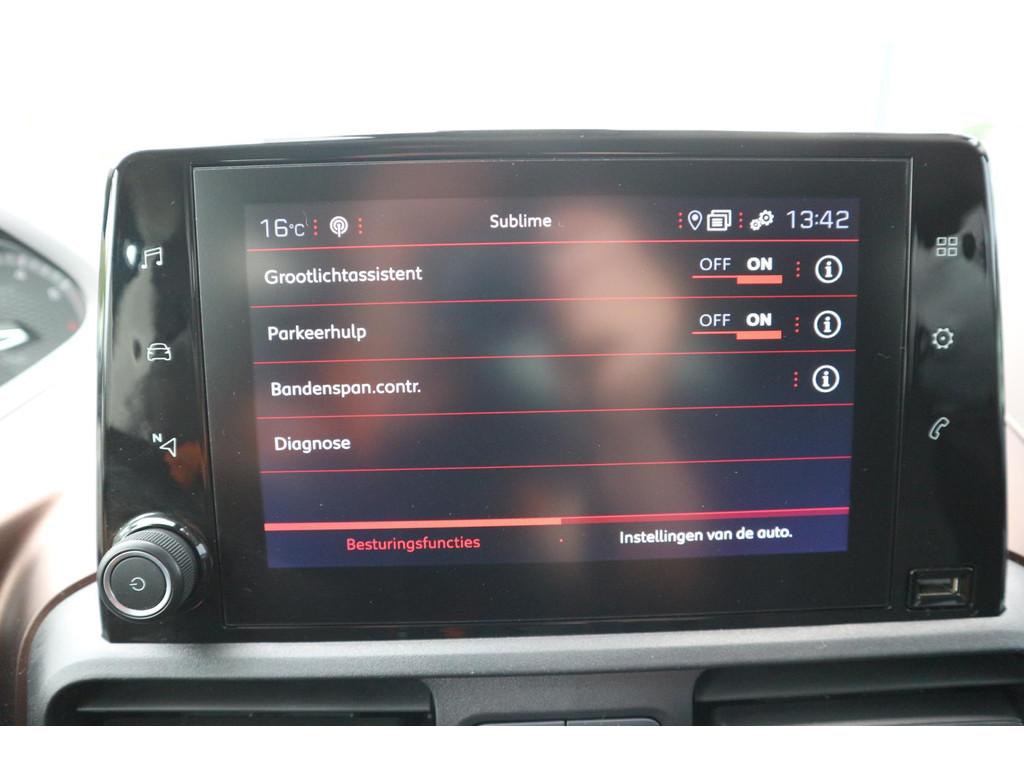 16°C Sublime 13:42
Grootlichtassistent OFF ON
Parkeerhulp OFF ON
Bandenspan.contr.
Diagnose
Besturingsfuncties Instellingen van de auto.
N